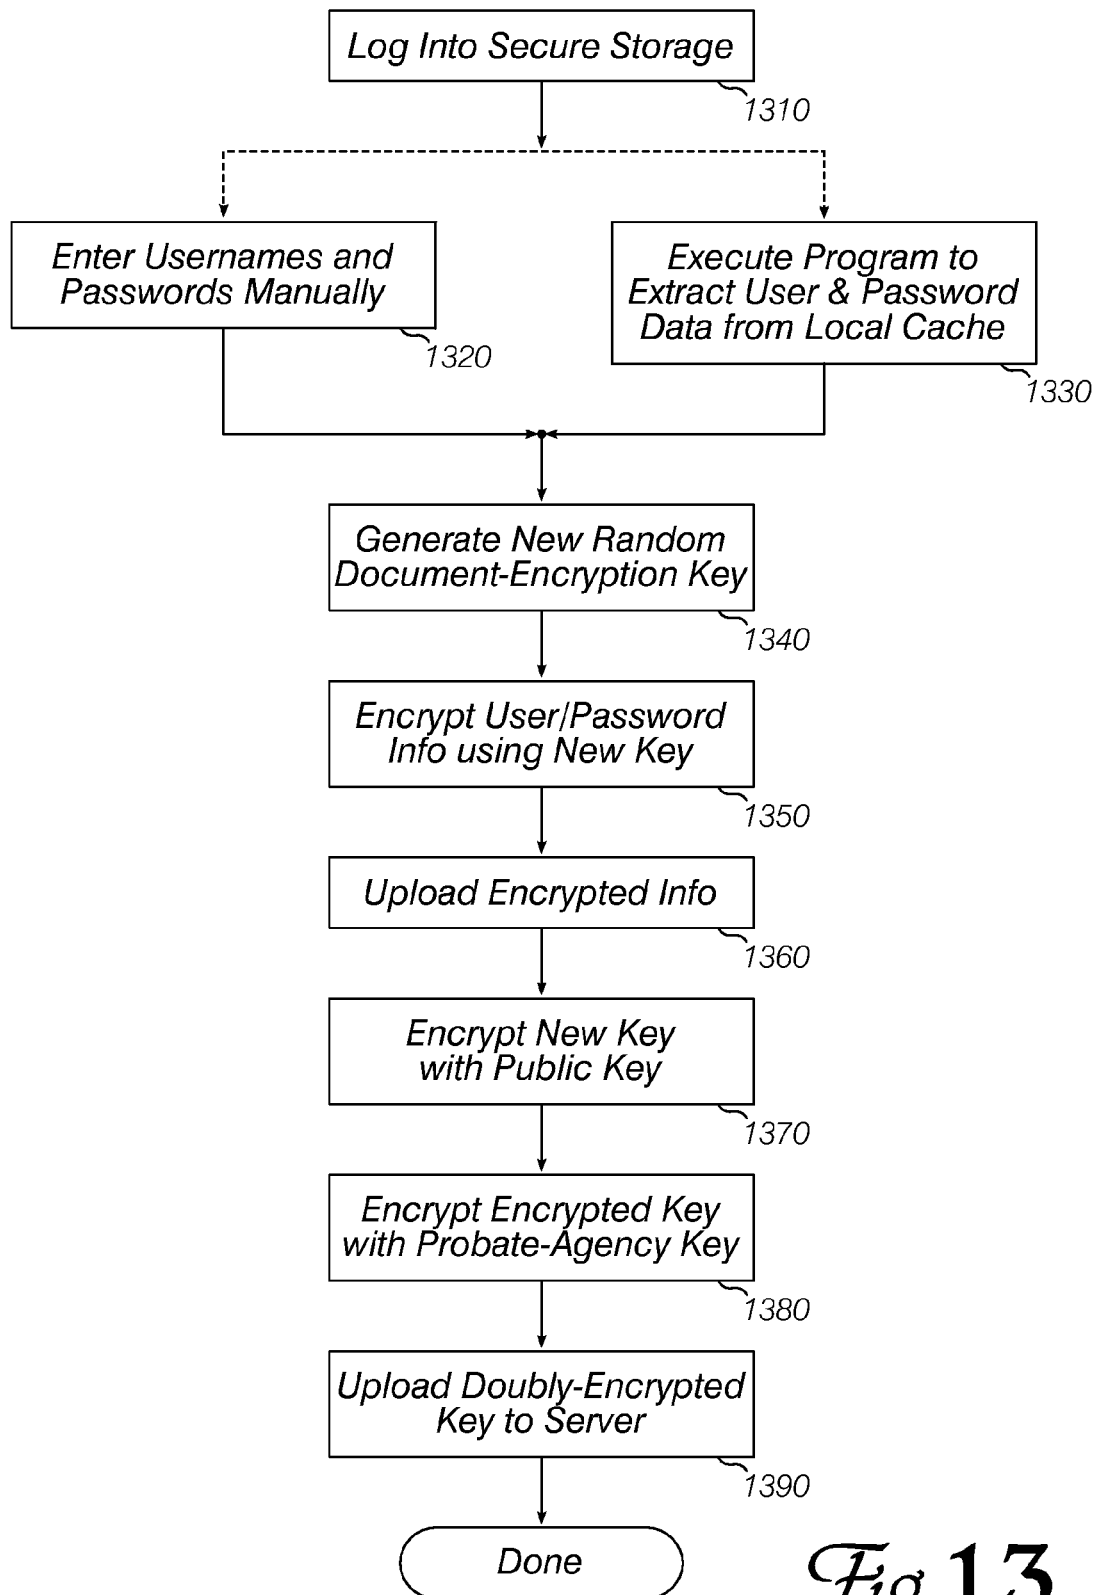 Log Into Secure Storage
1310
Enter Usernames and
Passwords Manually
1320
Execute Program to
Extract User & Password
Data from Local Cache
1330
Generate New Random
Document-Encryption Key
1340
Encrypt User/Password
Info using New Key
1350
Upload Encrypted Info
1360
Encrypt New Key
with Public Key
1370
Encrypt Encrypted Key
with Probate-Agency Key
1380
Upload Doubly-Encrypted
Key to Server
1390
Done
Fig 13